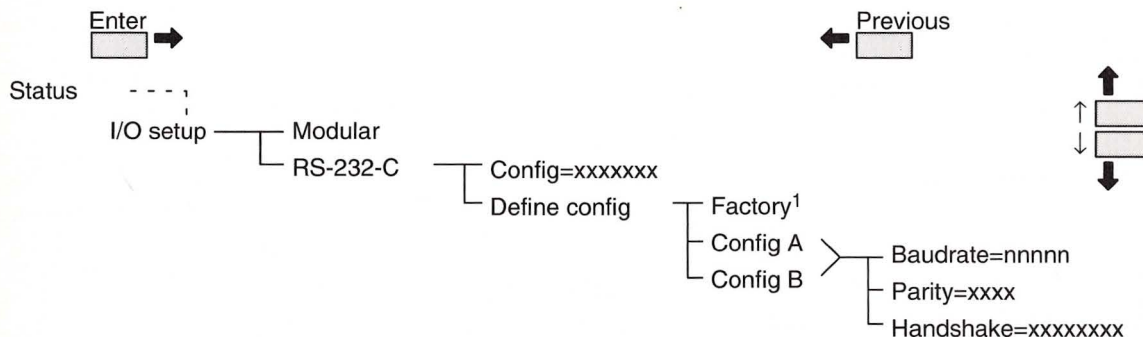 Enter
Previous
Status
↑
I/O setup
Modular
↓
RS-232-C
Config=xxxxxxx
Define config
Factory1
Config A
Baudrate=nnnnn
Config B
Parity=xxxx
Handshake=xxxxxxxx